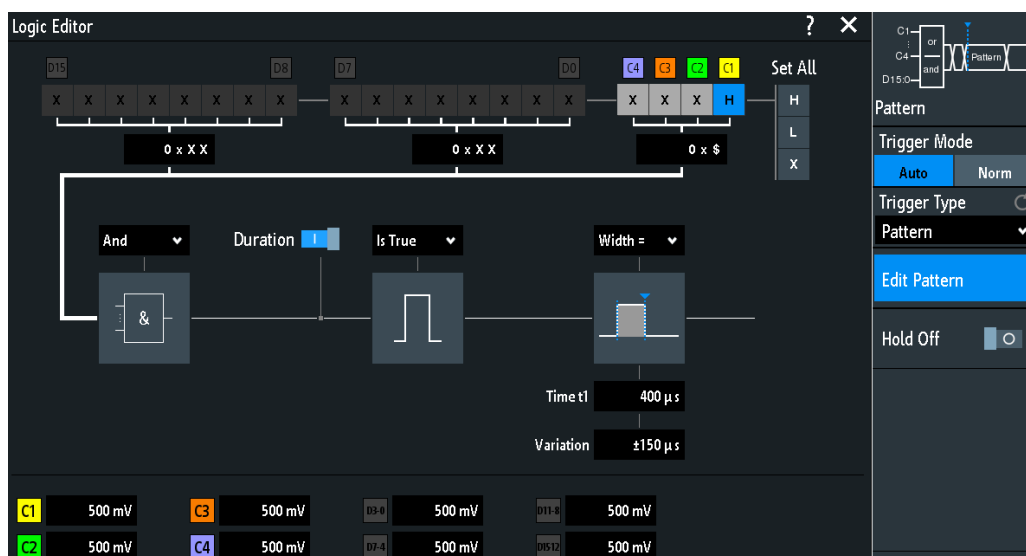 Logic Editor ? X
D15 D8 D7 D0 C4 C3 C2 C1 Set All
X X X X X X X X X X X X X X X X X X X H H
L
X
0 x X X 0 x X X 0 x $
And Duration I Is True Width =
&
Time t1 400 µs
Variation ±150 µs
C1 500 mV C3 500 mV D3-0 500 mV D11-8 500 mV
C2 500 mV C4 500 mV D7-4 500 mV D1512 500 mV
C1
C4
D15:0
or
and
Pattern
Pattern
Trigger Mode
Auto Norm
Trigger Type
Pattern
Edit Pattern
Hold Off O